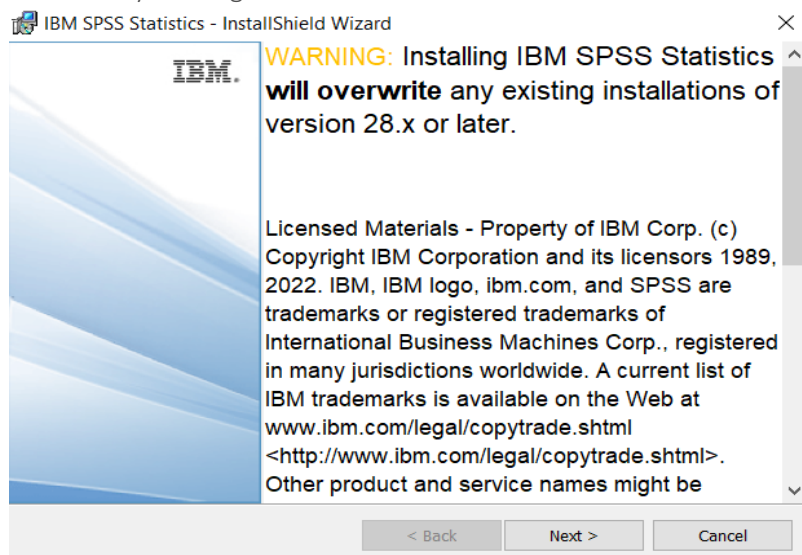 IBM SPSS Statistics - InstallShield Wizard
IBM.
WARNING: Installing IBM SPSS Statistics
will overwrite any existing installations of
version 28.x or later.
Licensed Materials - Property of IBM Corp. (c)
Copyright IBM Corporation and its licensors 1989,
2022. IBM, IBM logo, ibm.com, and SPSS are
trademarks or registered trademarks of
International Business Machines Corp., registered
in many jurisdictions worldwide. A current list of
IBM trademarks is available on the Web at
www.ibm.com/legal/copytrade.shtml
<http://www.ibm.com/legal/copytrade.shtml>.
Other product and service names might be
< Back
Next >
Cancel